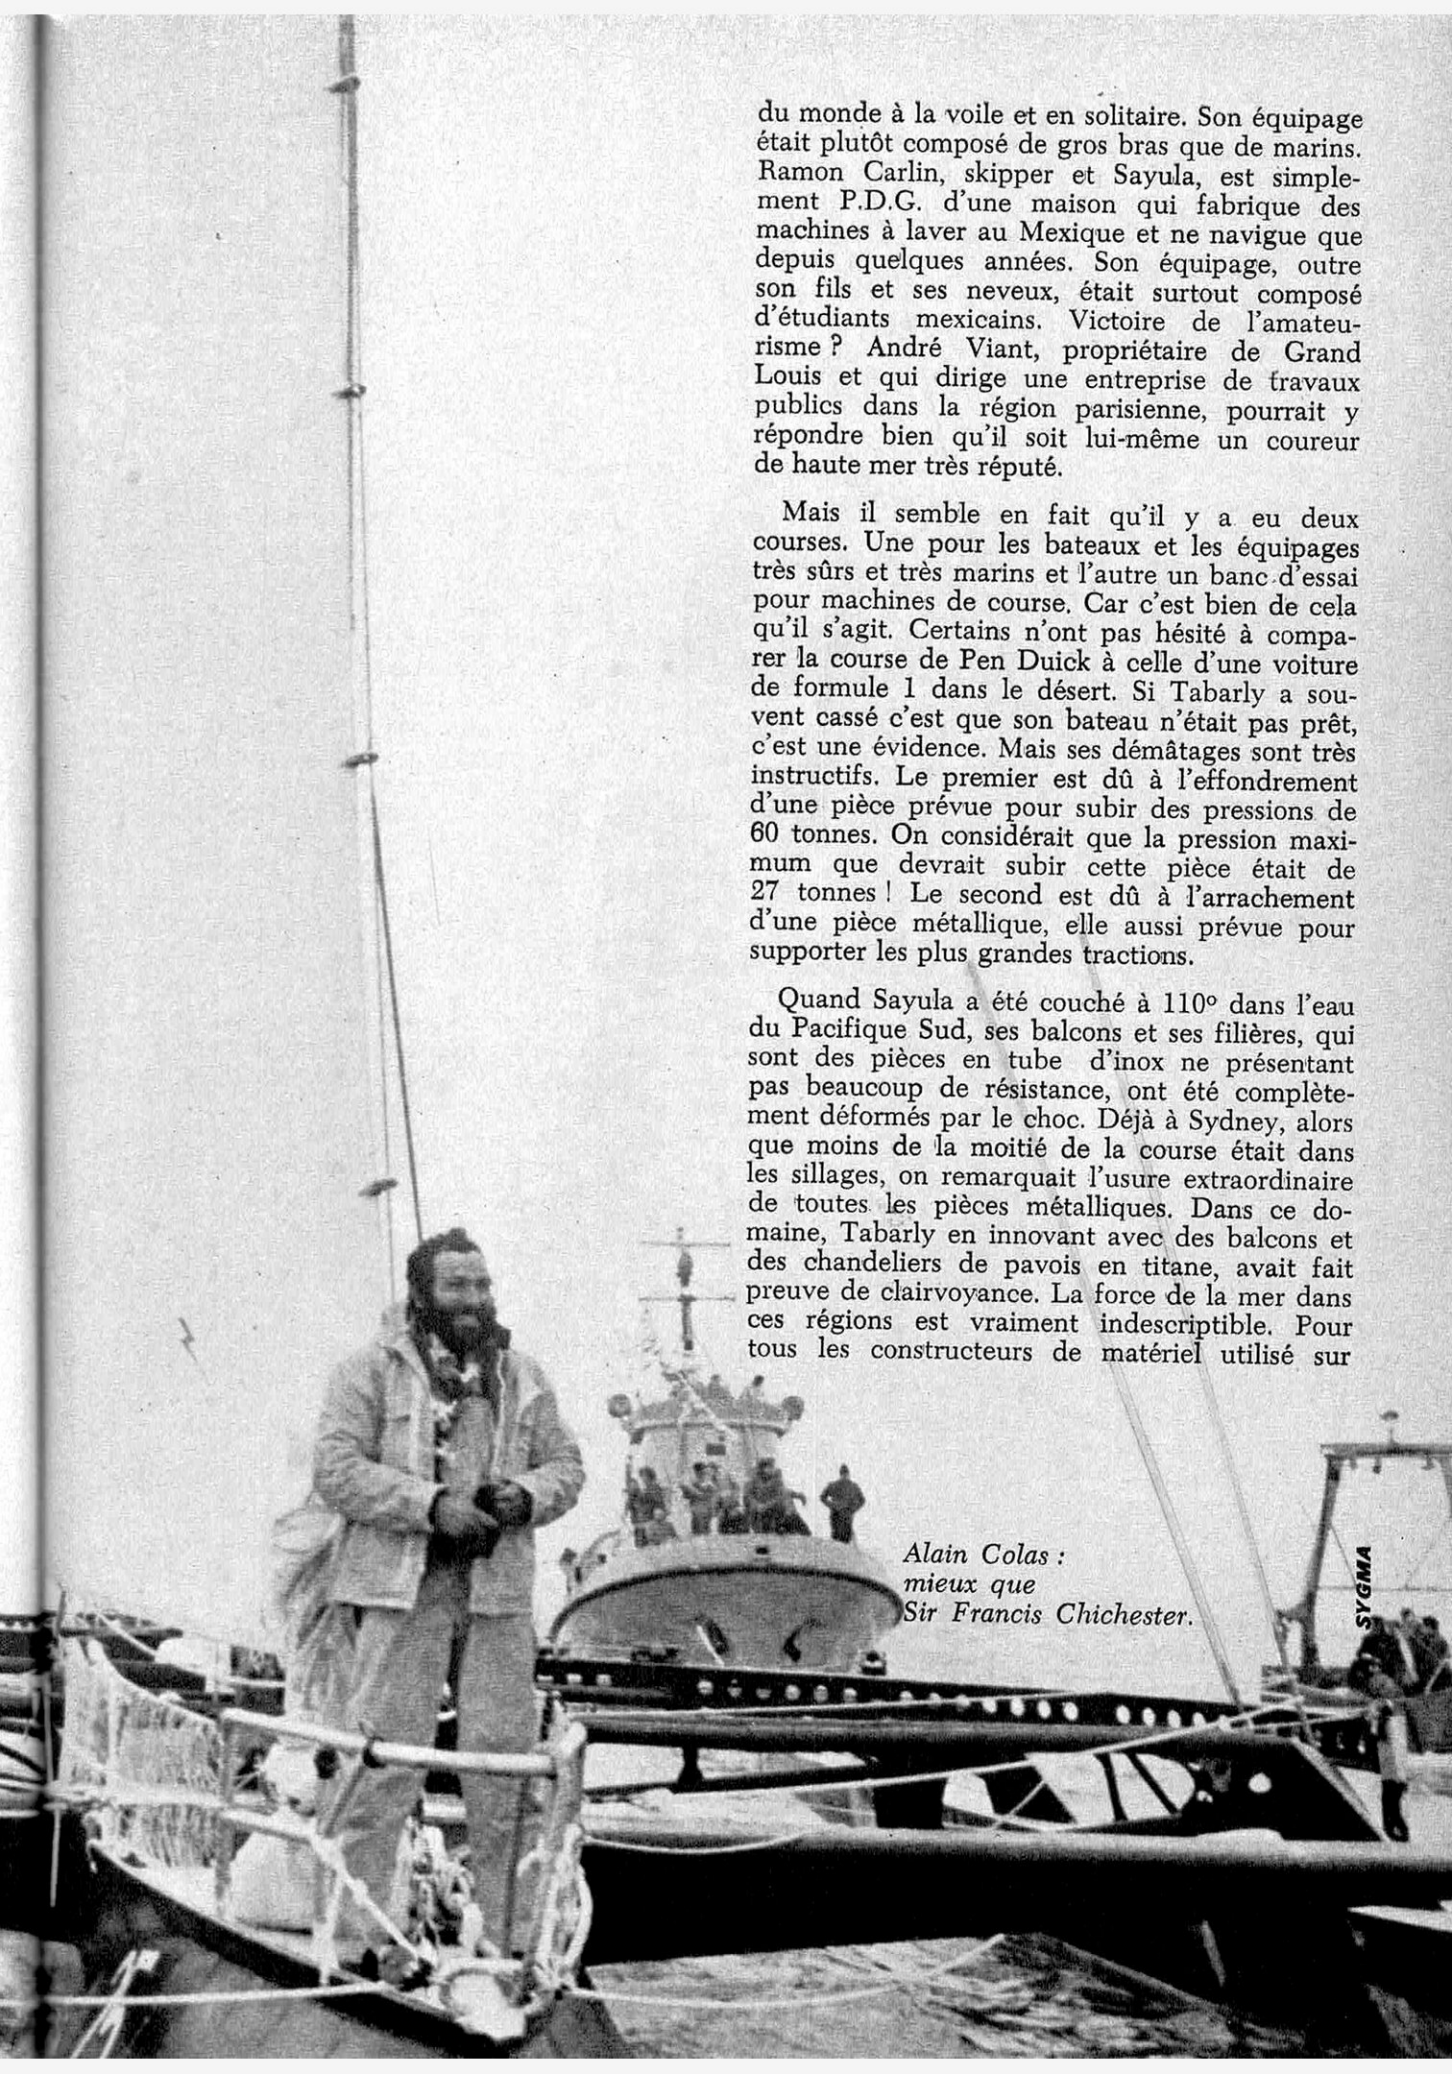 du monde à la voile et en solitaire. Son équipage
était plutôt composé de gros bras que de marins.
Ramon Carlin, skipper et Sayula, est simple-
ment P.D.G. d'une maison qui fabrique des
machines à laver au Mexique et ne navigue que
depuis quelques années. Son équipage, outre
son fils et ses neveux, était surtout composé
d'étudiants mexicains. Victoire de l'amateu-
risme ? André Viant, propriétaire de Grand
Louis et qui dirige une entreprise de travaux
publics dans la région parisienne, pourrait y
répondre bien qu'il soit lui-même un coureur
de haute mer très réputé.
Mais il semble en fait qu'il y a eu deux
courses. Une pour les bateaux et les équipages
très sûrs et très marins et l'autre un banc d'essai
pour machines de course. Car c'est bien de cela
qu'il s'agit. Certains n'ont pas hésité à compa-
rer la course de Pen Duick à celle d'une voiture
de formule 1 dans le désert. Si Tabarly a sou-
vent cassé c'est que son bateau n'était pas prêt,
c'est une évidence. Mais ses démâtages sont très
instructifs. Le premier est dû à l'effondrement
d'une pièce prévue pour subir des pressions de
60 tonnes. On considérait que la pression maxi-
mum que devrait subir cette pièce était de
27 tonnes ! Le second est dû à l'arrachement
d'une pièce métallique, elle aussi prévue pour
supporter les plus grandes tractions.
Quand Sayula a été couché à 110° dans l'eau
du Pacifique Sud, ses balcons et ses filières, qui
sont des pièces en tube d'inox ne présentant
pas beaucoup de résistance, ont été complète-
ment déformés par le choc. Déjà à Sydney, alors
que moins de la moitié de la course était dans
les sillages, on remarquait l'usure extraordinaire
de toutes les pièces métalliques. Dans ce do-
maine, Tabarly en innovant avec des balcons et
des chandeliers de pavois en titane, avait fait
preuve de clairvoyance. La force de la mer dans
ces régions est vraiment indescriptible. Pour
tous les constructeurs de matériel utilisé sur
Alain Colas :
mieux que
Sir Francis Chichester.
SYGMA